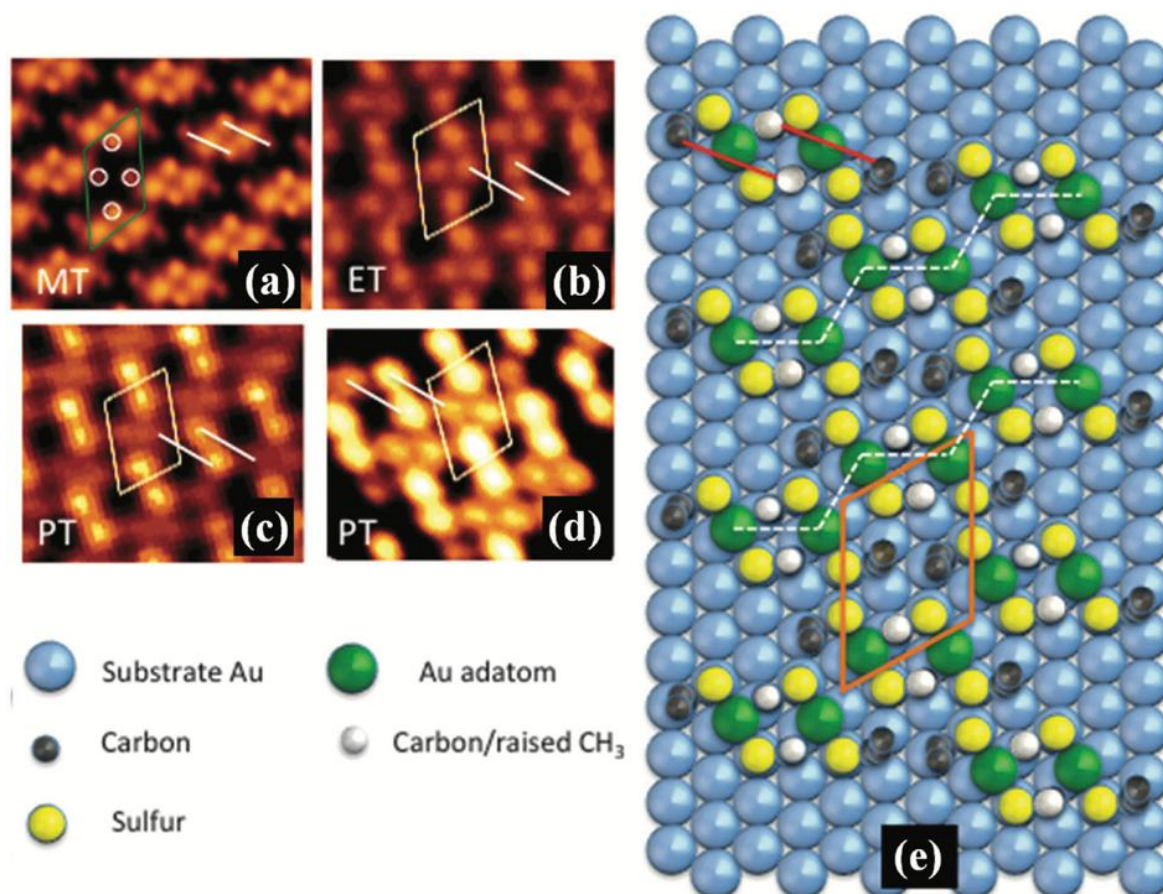 MT
(a)
ET
(b)
PT
(c)
PT
(d)
Substrate Au
Au adatom
Carbon
Carbon/raised CH₃
Sulfur
(e)